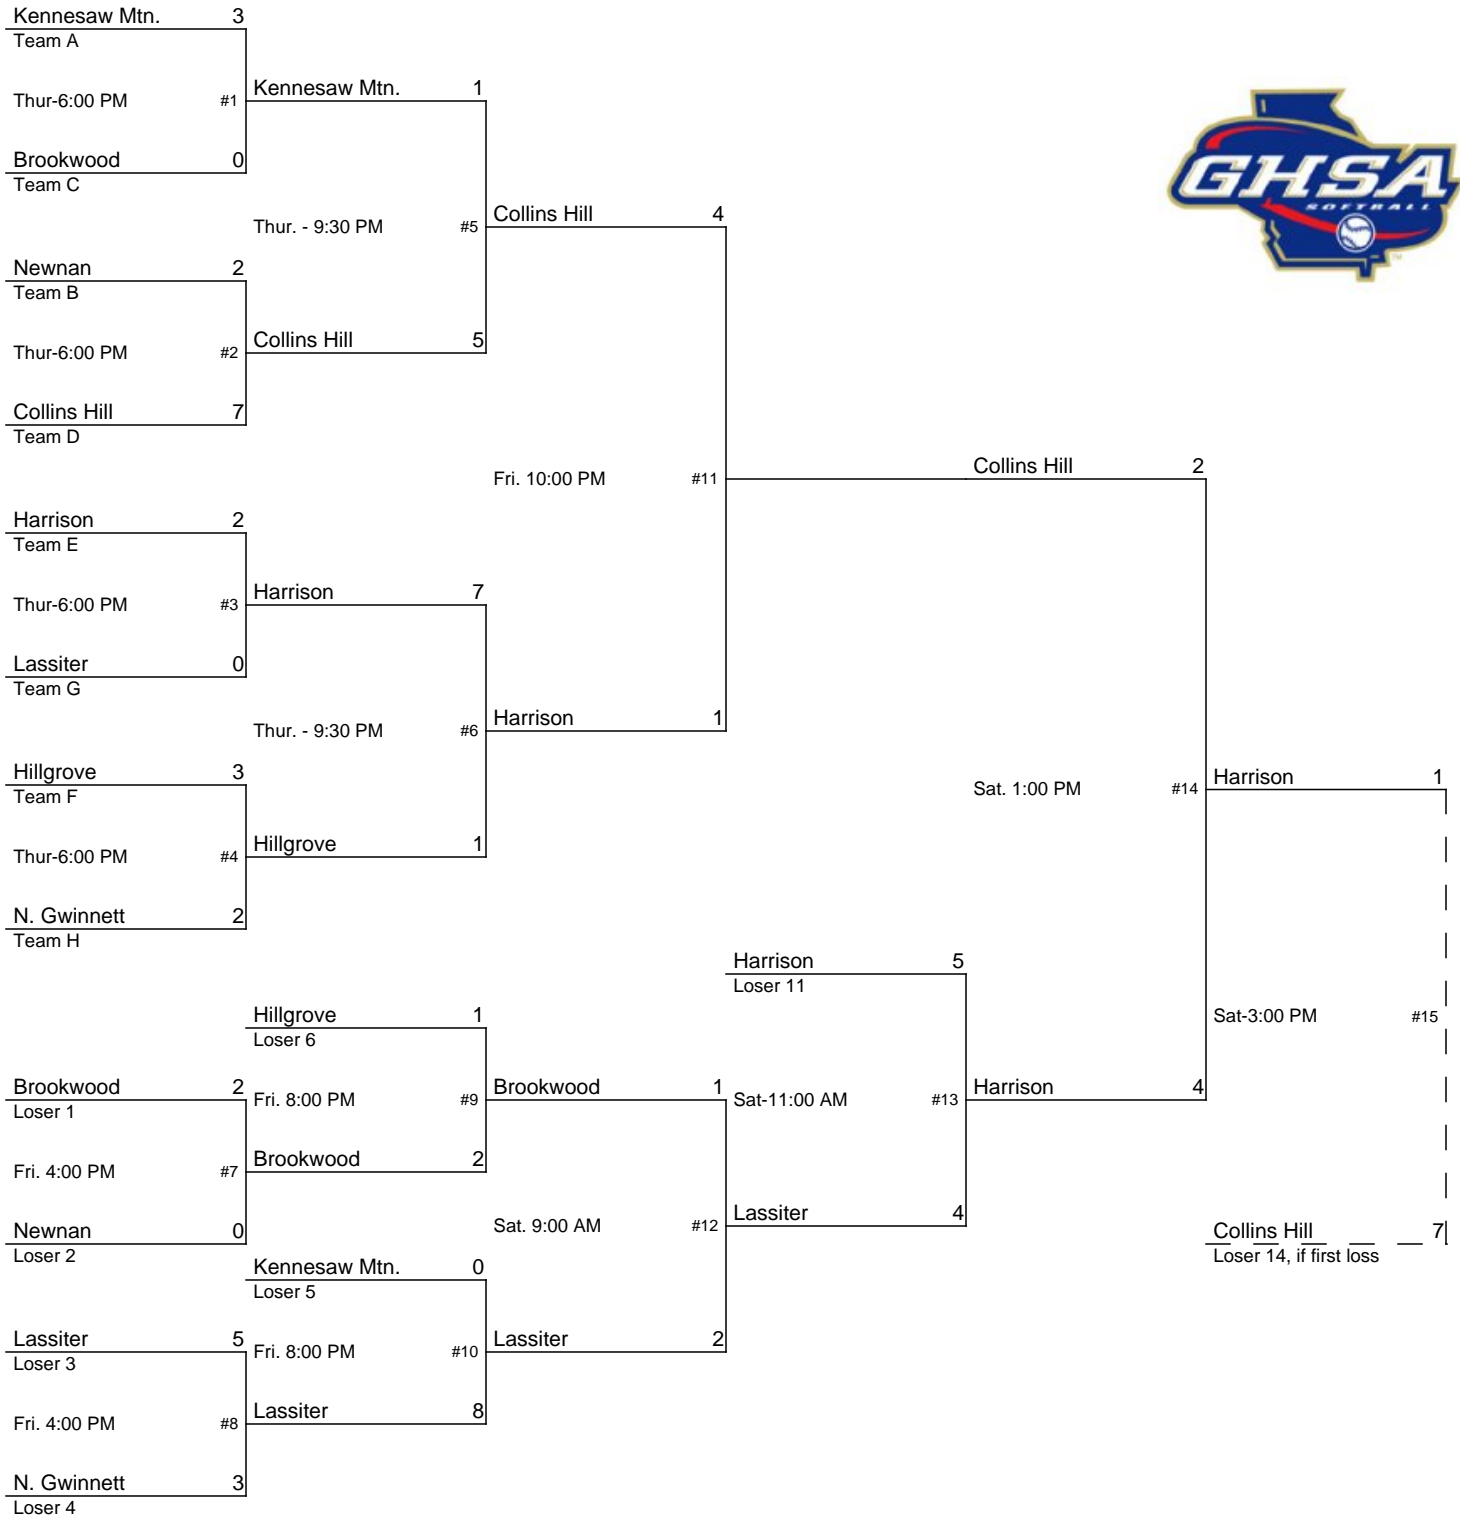 Kennesaw Mtn. 3
Team A
Thur-6:00 PM #1
Kennesaw Mtn. 1
Brookwood 0
Team C
Thur. - 9:30 PM #5
Collins Hill 4
Newnan 2
Team B
Thur-6:00 PM #2
Collins Hill 5
Collins Hill 7
Team D
GHSA
SOFTBALL
TM
Fri. 10:00 PM #11
Collins Hill 2
Harrison 2
Team E
Thur-6:00 PM #3
Harrison 7
Lassiter 0
Team G
Thur. - 9:30 PM #6
Harrison 1
Hillgrove 3
Team F
Thur-6:00 PM #4
Hillgrove 1
N. Gwinnett 2
Team H
Sat. 1:00 PM #14
Harrison 1
Harrison 5
Loser 11
Hillgrove 1
Loser 6
Sat-3:00 PM #15
Brookwood 2
Loser 1
Fri. 8:00 PM #9
Brookwood 1
Sat-11:00 AM #13
Harrison 4
Fri. 4:00 PM #7
Brookwood 2
Newnan 0
Loser 2
Sat. 9:00 AM #12
Lassiter 4
Collins Hill 7
Loser 14, if first loss
Kennesaw Mtn. 0
Loser 5
Lassiter 5
Loser 3
Fri. 8:00 PM #10
Lassiter 2
Fri. 4:00 PM #8
Lassiter 8
N. Gwinnett 3
Loser 4